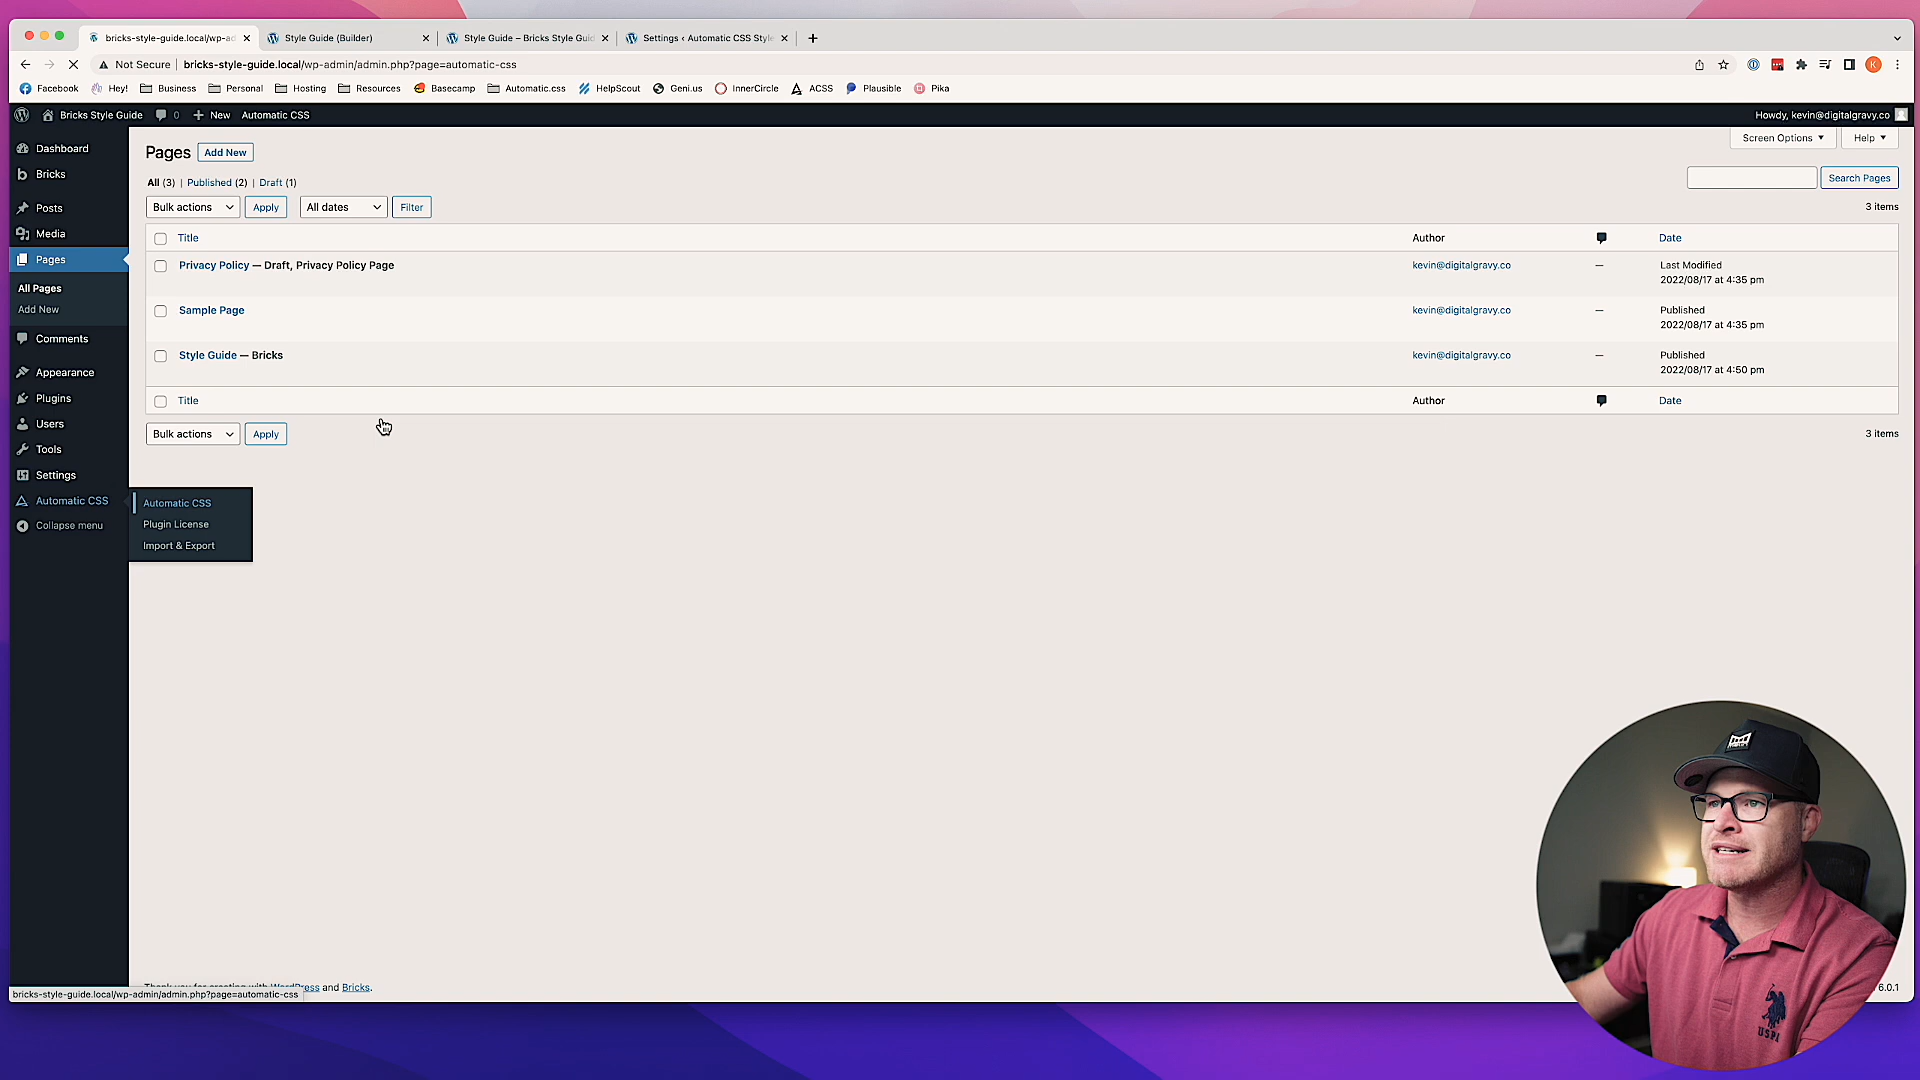 bricks-style-guide.local/wp-ad
Style Guide (Builder)
Style Guide – Bricks Style Guid
Settings ‹ Automatic CSS Style
Not Secure
bricks-style-guide.local/wp-admin/admin.php?page=automatic-css
Facebook
Hey!
Business
Personal
Hosting
Resources
Basecamp
Automatic.css
HelpScout
Geni.us
InnerCircle
ACSS
Plausible
Pika
K
Bricks Style Guide
0
New
Automatic CSS
Howdy, kevin@digitalgravy.co
Dashboard
Bricks
Posts
Media
Pages
All Pages
Add New
Comments
Appearance
Plugins
Users
Tools
Settings
Automatic CSS
Collapse menu
Automatic CSS
Plugin License
Import & Export
Pages
Add New
Screen Options
Help
All (3) | Published (2) | Draft (1)
Search Pages
Bulk actions
Apply
All dates
Filter
3 items
Title
Author
Date
Privacy Policy — Draft, Privacy Policy Page
kevin@digitalgravy.co
—
Last Modified
2022/08/17 at 4:35 pm
Sample Page
kevin@digitalgravy.co
—
Published
2022/08/17 at 4:35 pm
Style Guide — Bricks
kevin@digitalgravy.co
—
Published
2022/08/17 at 4:50 pm
Title
Author
Date
Bulk actions
Apply
3 items
Thank you for creating with WordPress and Bricks.
bricks-style-guide.local/wp-admin/admin.php?page=automatic-css
6.0.1
USPA